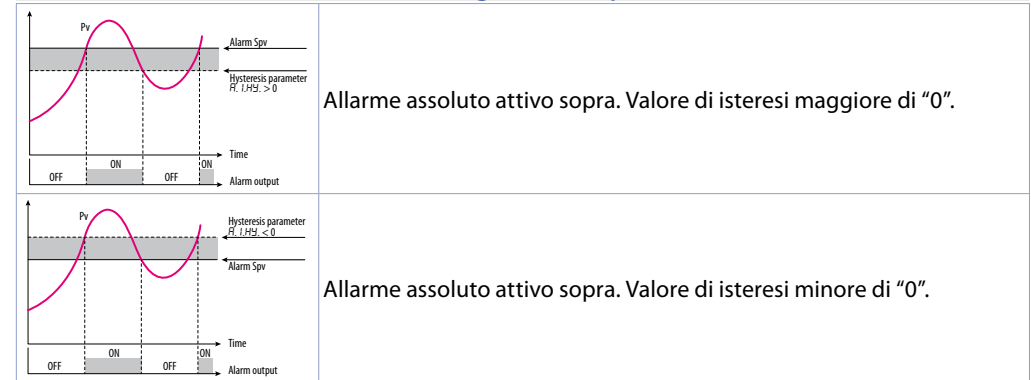 Pv
Alarm Spv
Hysteresis parameter
A.1.HY. > 0
Allarme assoluto attivo sopra. Valore di isteresi maggiore di “0”.
Time
ON
ON
OFF
OFF
Alarm output
Pv
Hysteresis parameter
A.1.HY. < 0
Alarm Spv
Allarme assoluto attivo sopra. Valore di isteresi minore di “0”.
Time
ON
ON
OFF
OFF
Alarm output